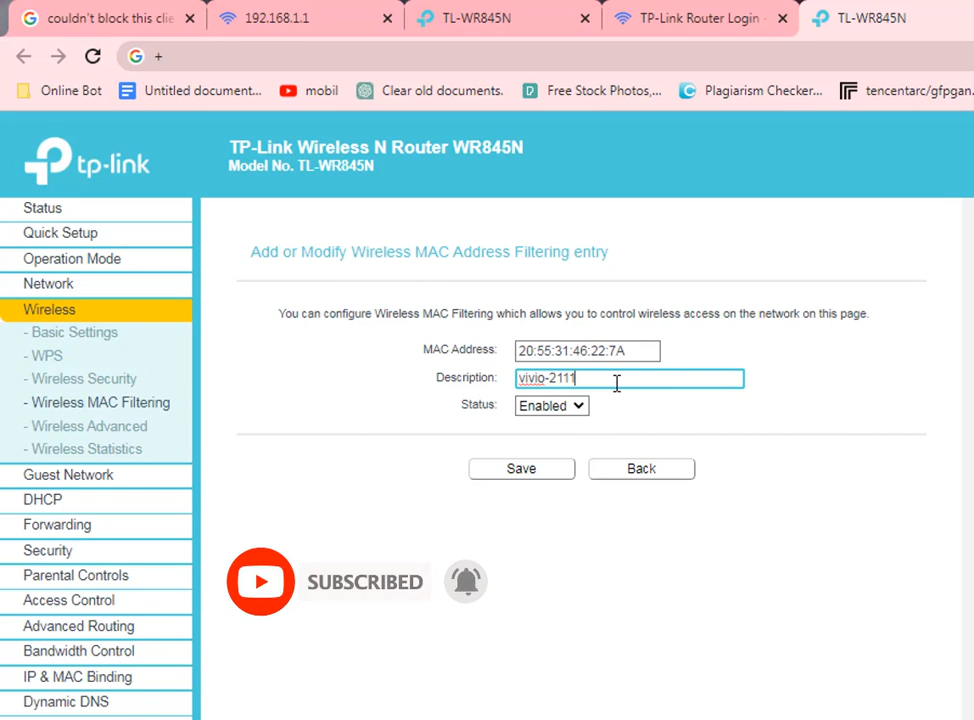 couldn't block this clie
192.168.1.1
TL-WR845N
TP-Link Router Login -
TL-WR845N
+
Online Bot
Untitled document...
mobil
Clear old documents.
Free Stock Photos,...
Plagiarism Checker...
tencentarc/gfpgan.
tp-link
TP-Link Wireless N Router WR845N
Model No. TL-WR845N
Status
Quick Setup
Operation Mode
Network
Wireless
- Basic Settings
- WPS
- Wireless Security
- Wireless MAC Filtering
- Wireless Advanced
- Wireless Statistics
Guest Network
DHCP
Forwarding
Security
Parental Controls
Access Control
Advanced Routing
Bandwidth Control
IP & MAC Binding
Dynamic DNS
Add or Modify Wireless MAC Address Filtering entry
You can configure Wireless MAC Filtering which allows you to control wireless access on the network on this page.
MAC Address: 20:55:31:46:22:7A
Description: vivio-2111
Status: Enabled
Save Back
SUBSCRIBED